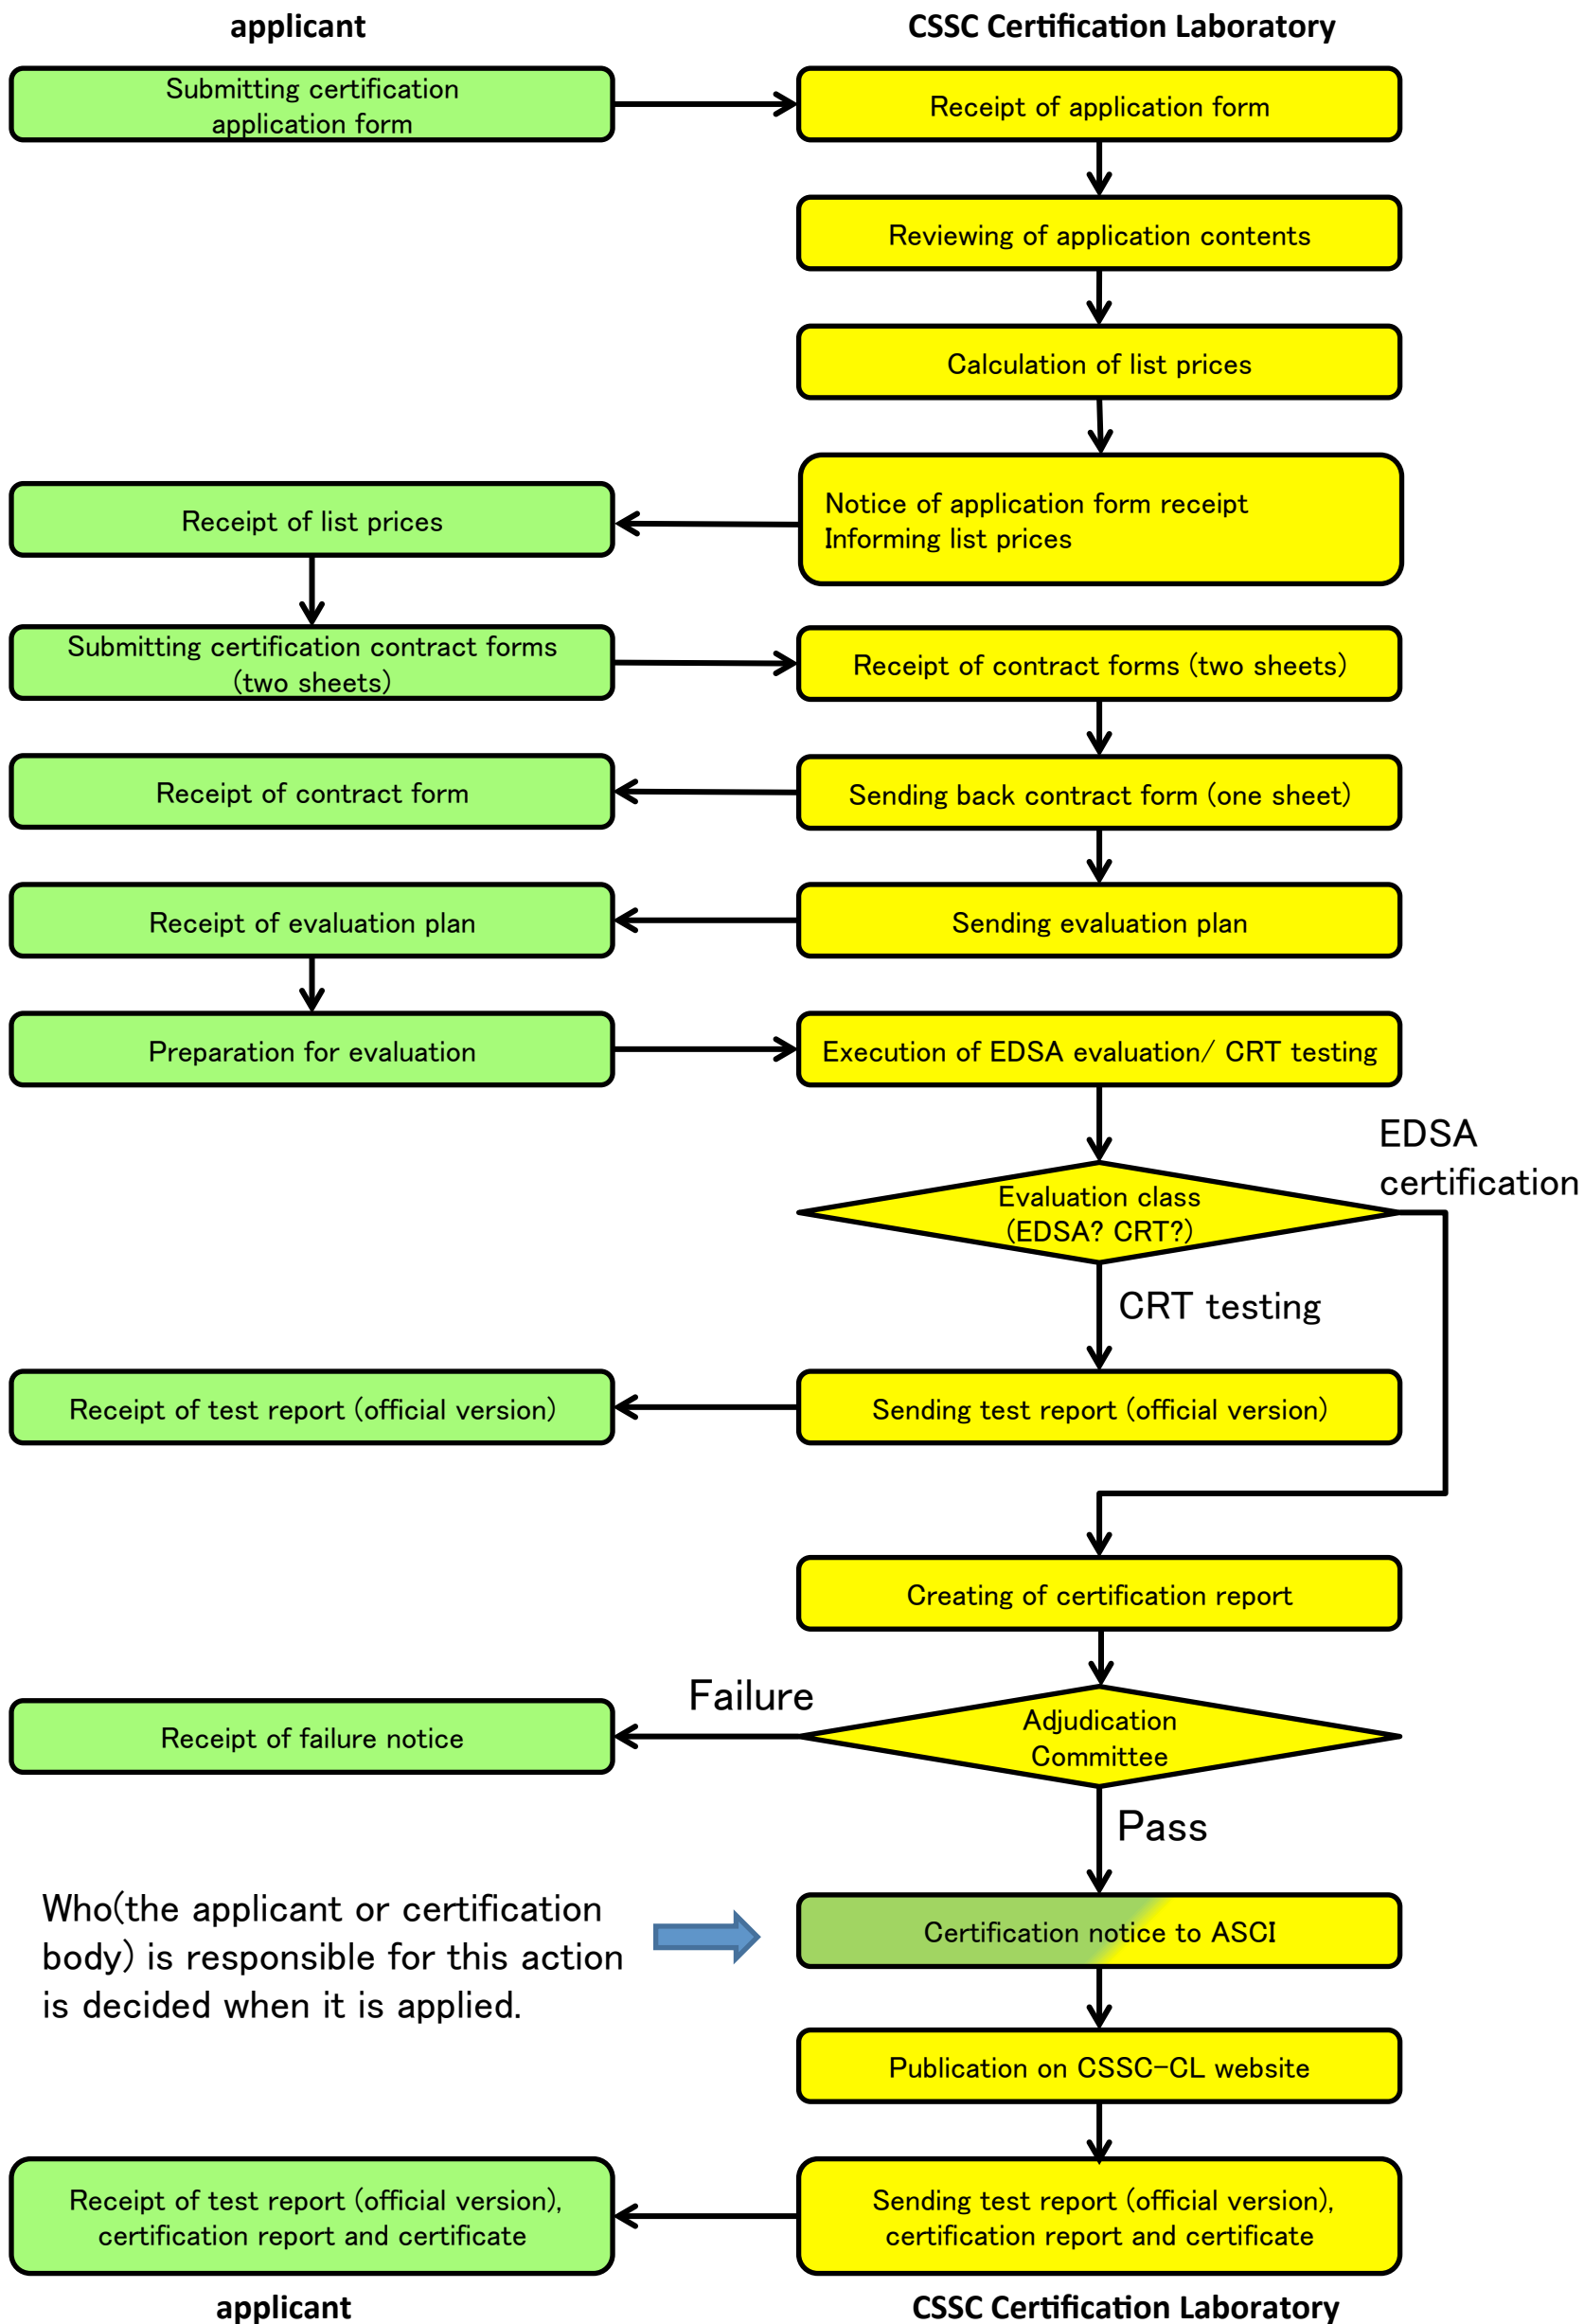 applicant
CSSC Certification Laboratory
Submitting certification
application form
Receipt of application form
Reviewing of application contents
Calculation of list prices
Notice of application form receipt
Informing list prices
Receipt of list prices
Submitting certification contract forms
(two sheets)
Receipt of contract forms (two sheets)
Receipt of contract form
Sending back contract form (one sheet)
Receipt of evaluation plan
Sending evaluation plan
Preparation for evaluation
Execution of EDSA evaluation/ CRT testing
EDSA
certification
Evaluation class
(EDSA? CRT?)
CRT testing
Receipt of test report (official version)
Sending test report (official version)
Creating of certification report
Failure
Adjudication
Committee
Receipt of failure notice
Pass
Who(the applicant or certification
body) is responsible for this action
is decided when it is applied.
Certification notice to ASCI
Publication on CSSC-CL website
Receipt of test report (official version),
certification report and certificate
Sending test report (official version),
certification report and certificate
applicant
CSSC Certification Laboratory